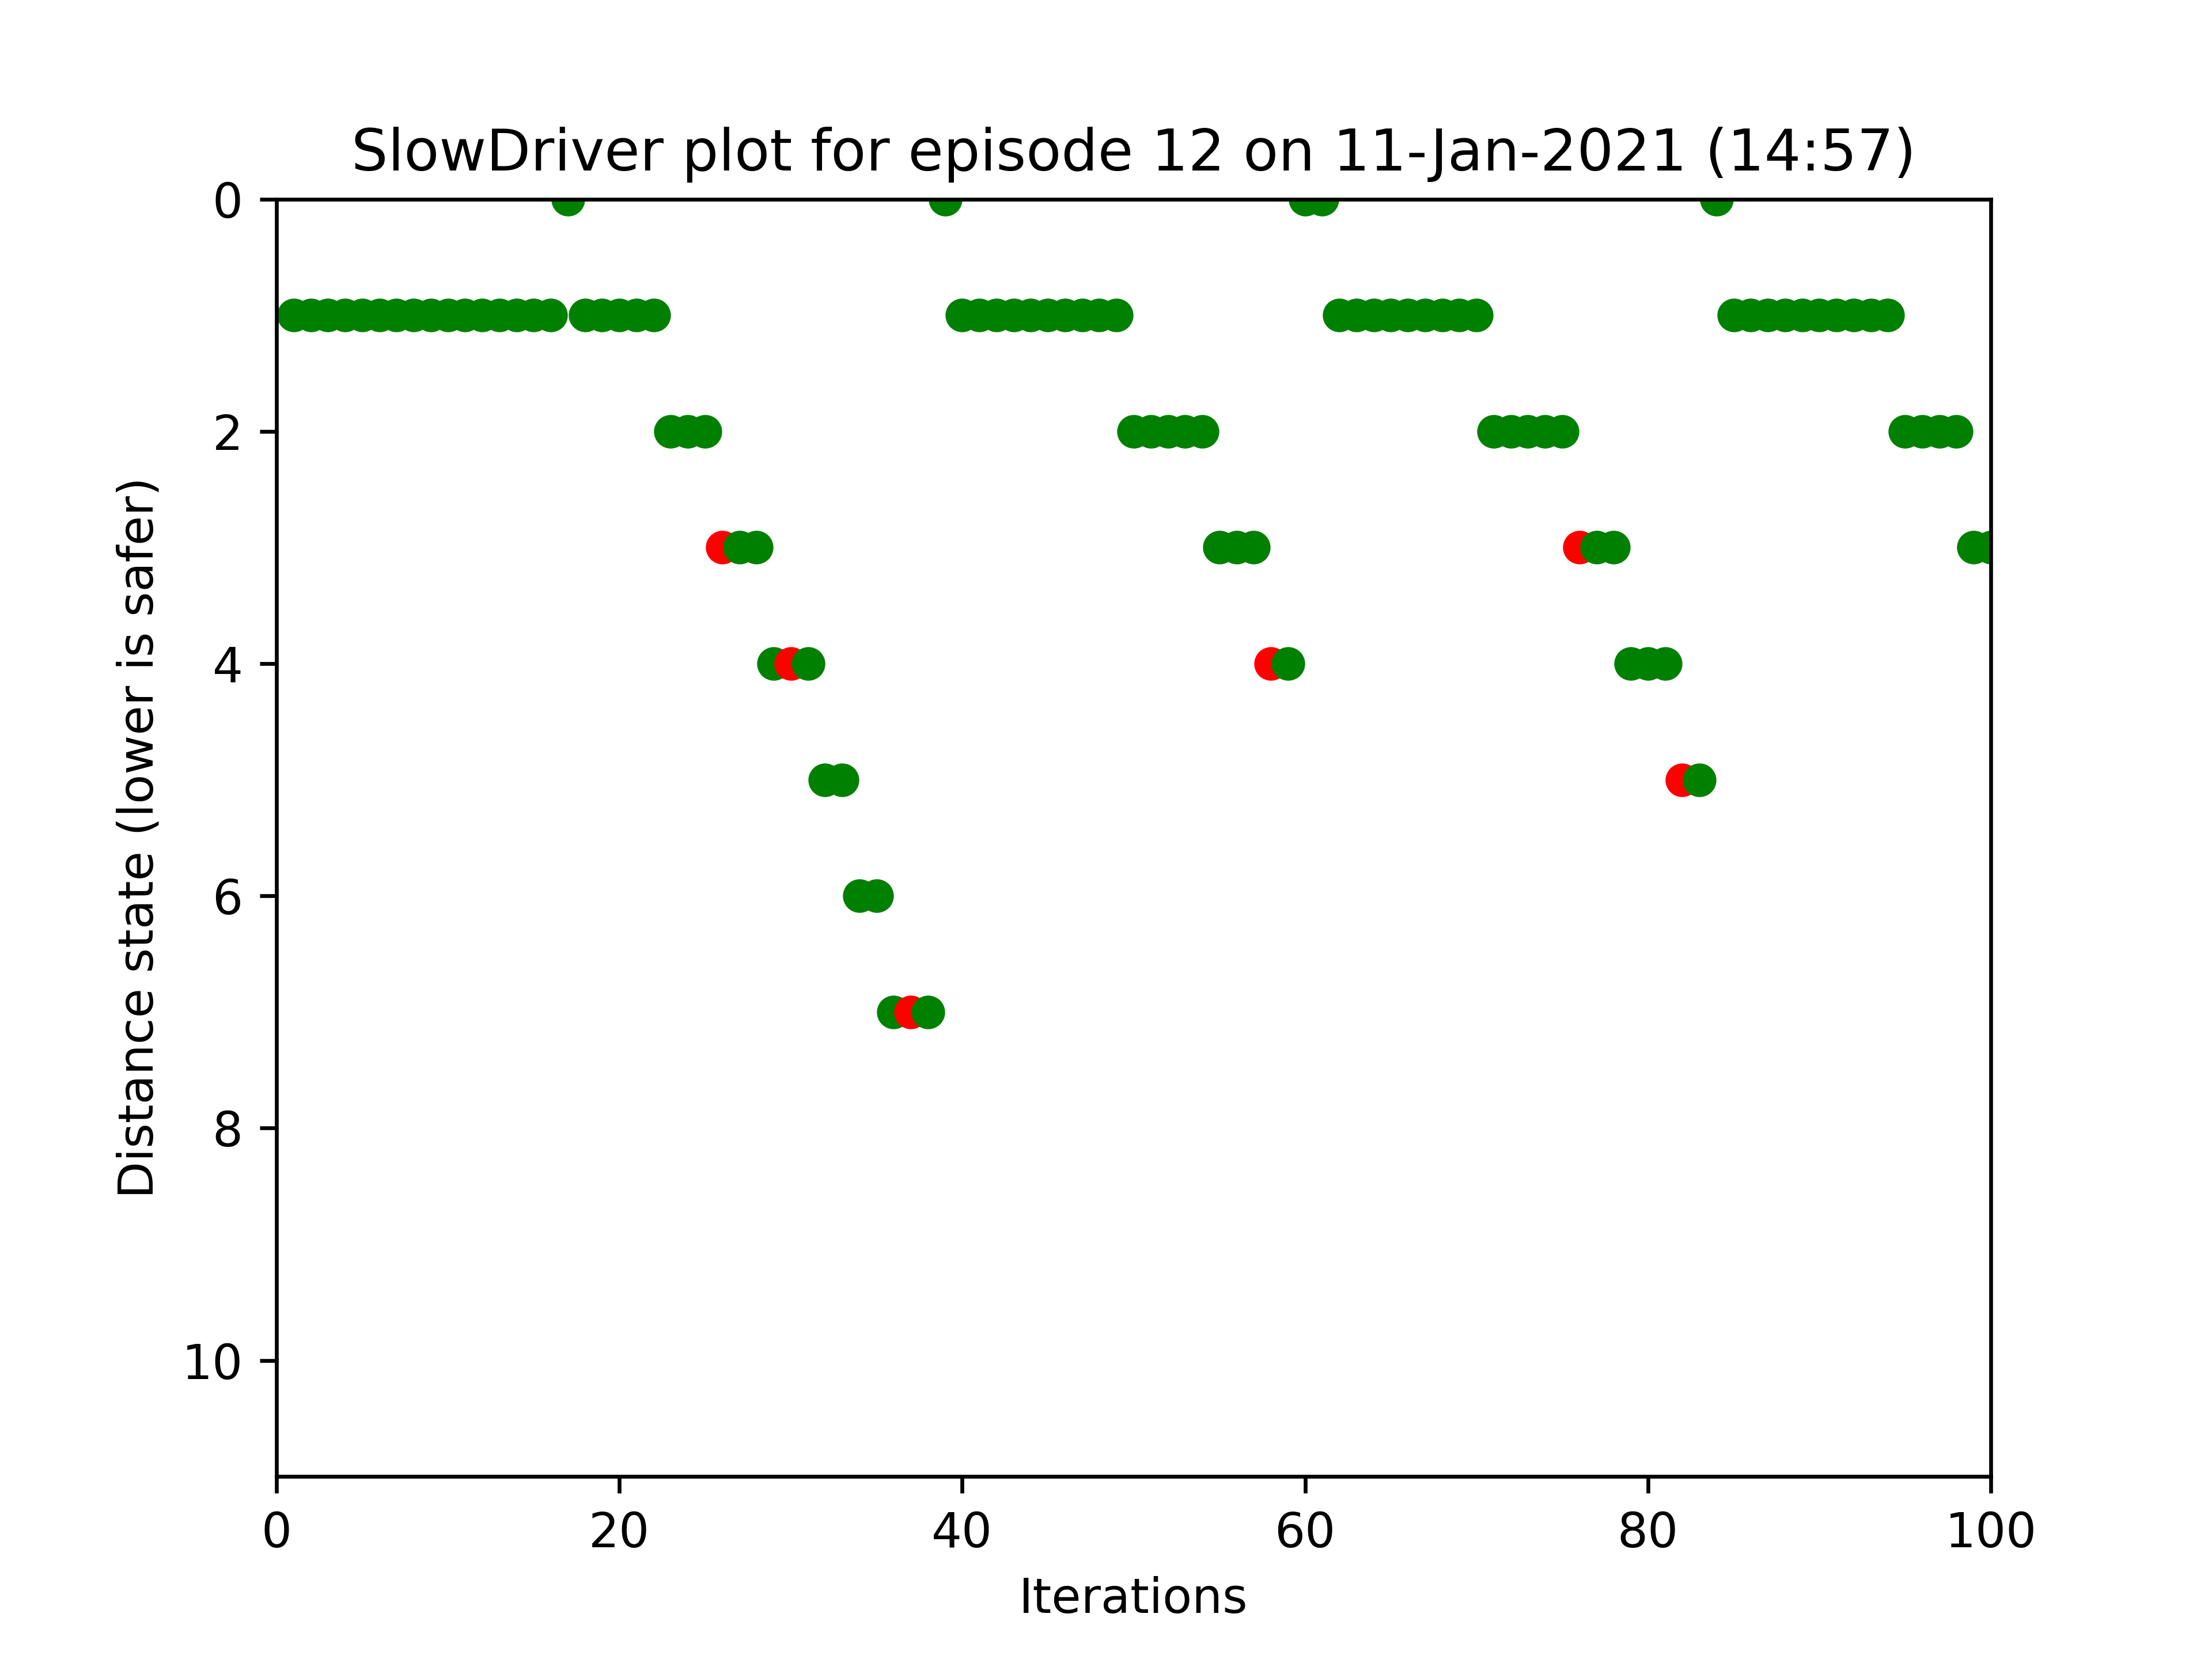 SlowDriver plot for episode 12 on 11-Jan-2021 (14:57)
0
2
4
6
8
10
Distance state (lower is safer)
0 20 40 60 80 100
Iterations